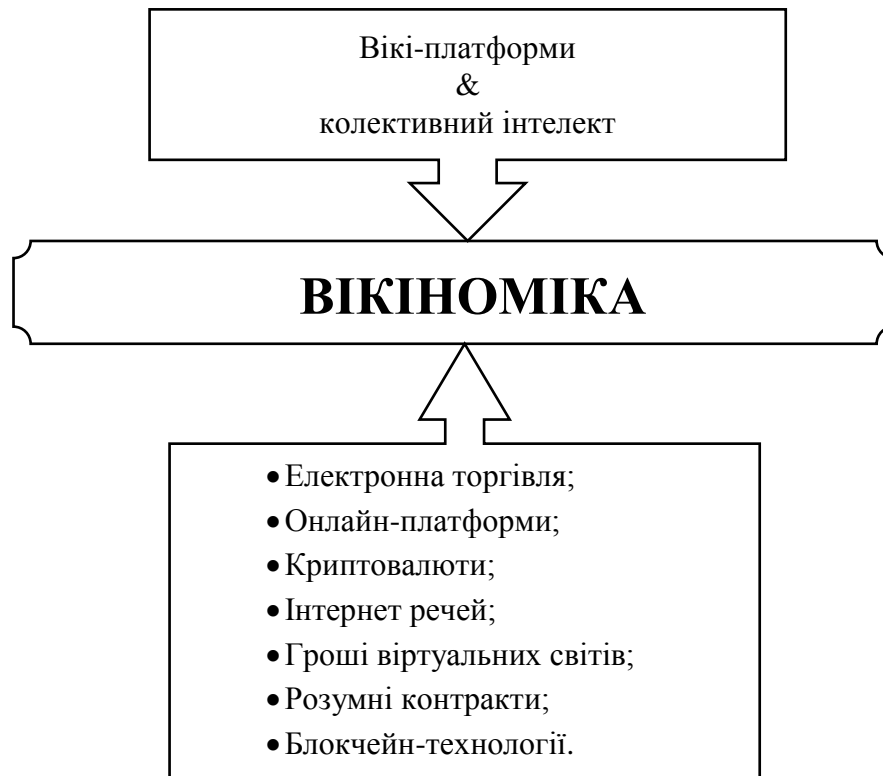 Вікі-платформи
&
колективний інтелект
ВІКІНОМІКА
•Електронна торгівля;
•Онлайн-платформи;
•Криптовалюти;
•Інтернет речей;
•Гроші віртуальних світів;
•Розумні контракти;
•Блокчейн-технології.